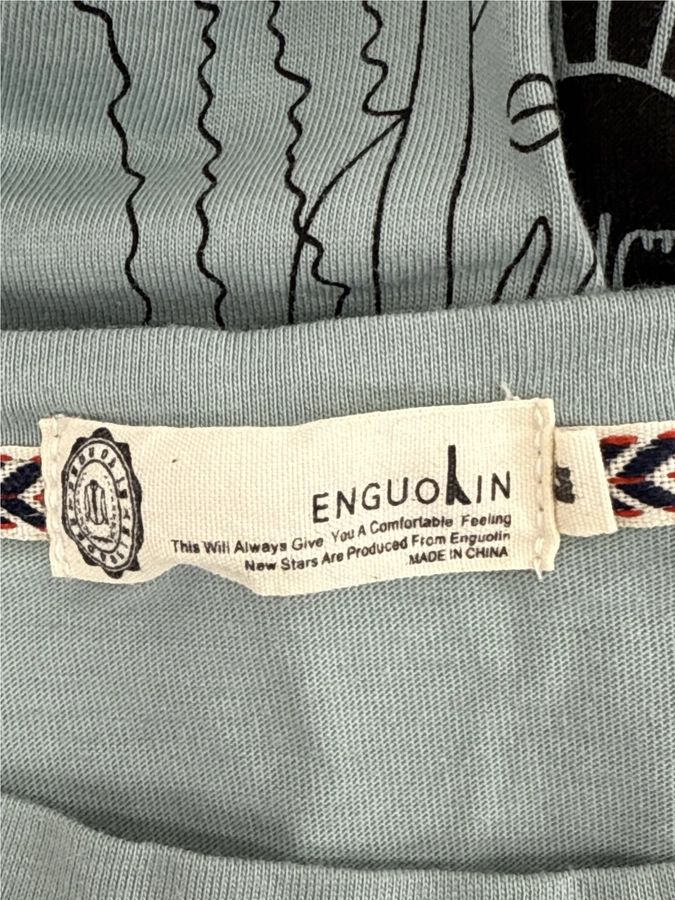 ENGUOLIN
This Will Always Give You A Comfortable Feeling
New Stars Are Produced From Enguolin
MADE IN CHINA